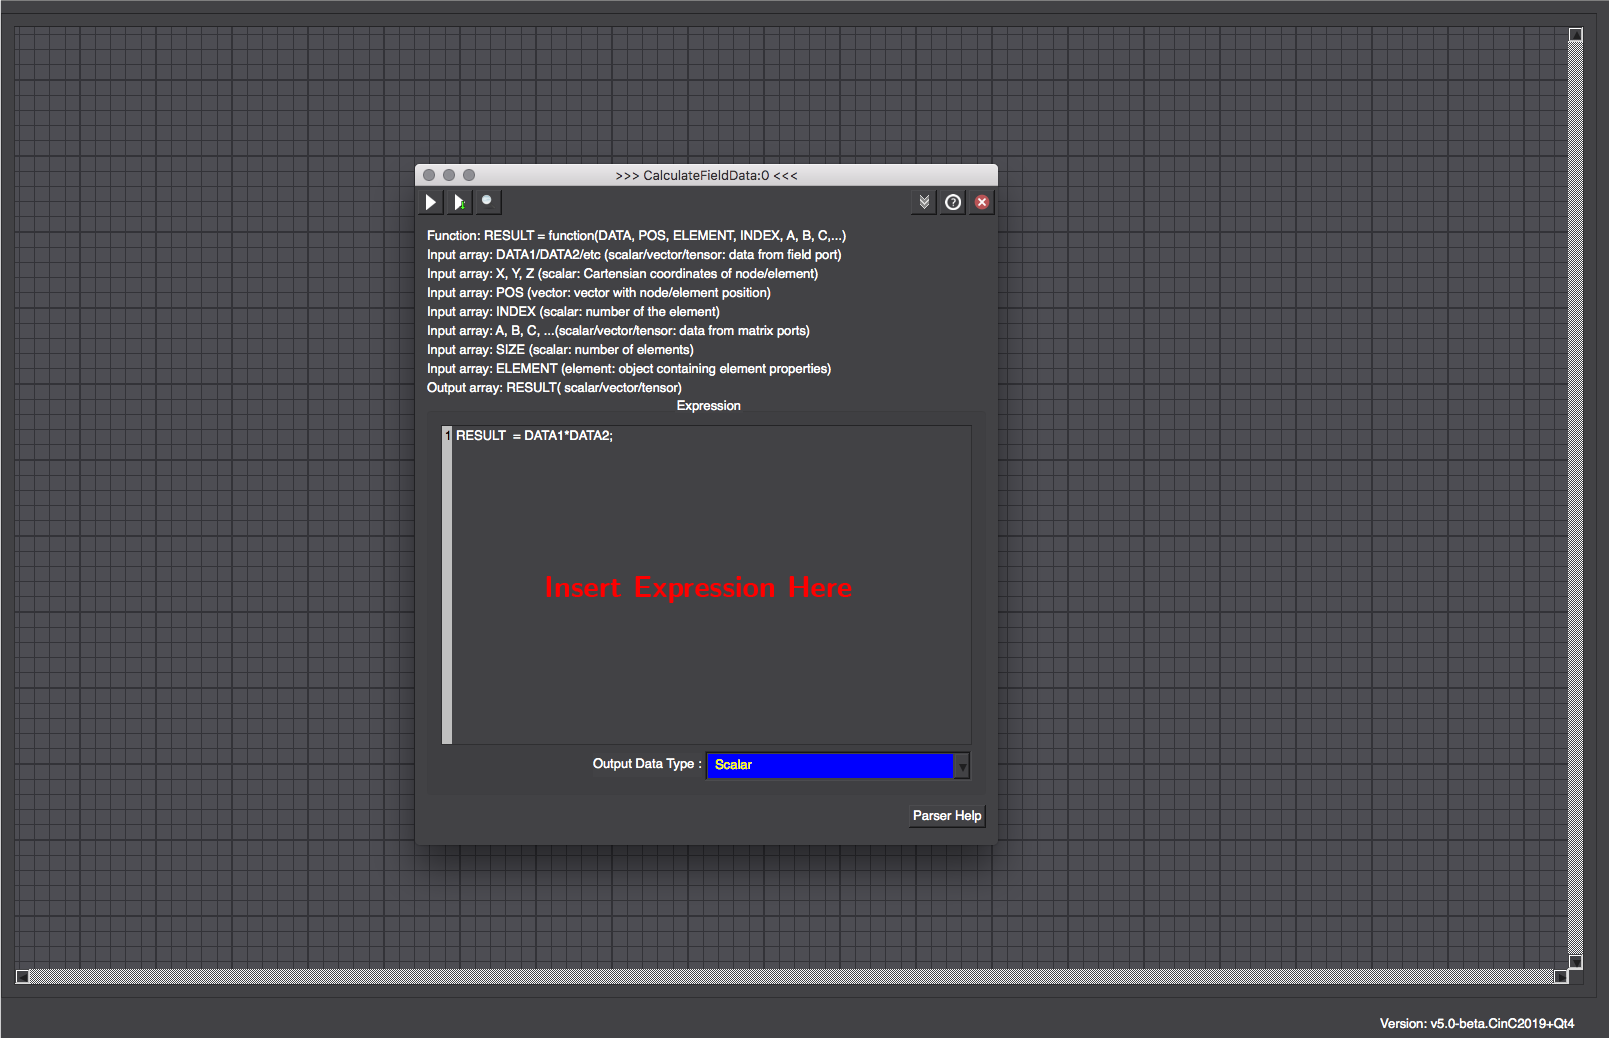 >>> CalculateFieldData:0 <<<
Function: RESULT = function(DATA, POS, ELEMENT, INDEX, A, B, C,...)
Input array: DATA1/DATA2/etc (scalar/vector/tensor: data from field port)
Input array: X, Y, Z (scalar: Cartensian coordinates of node/element)
Input array: POS (vector: vector with node/element position)
Input array: INDEX (scalar: number of the element)
Input array: A, B, C, ...(scalar/vector/tensor: data from matrix ports)
Input array: SIZE (scalar: number of elements)
Input array: ELEMENT (element: object containing element properties)
Output array: RESULT( scalar/vector/tensor)
Expression
1 RESULT = DATA1*DATA2;
Insert Expression Here
Output Data Type : Scalar
Parser Help
Version: v5.0-beta.CinC2019+Qt4